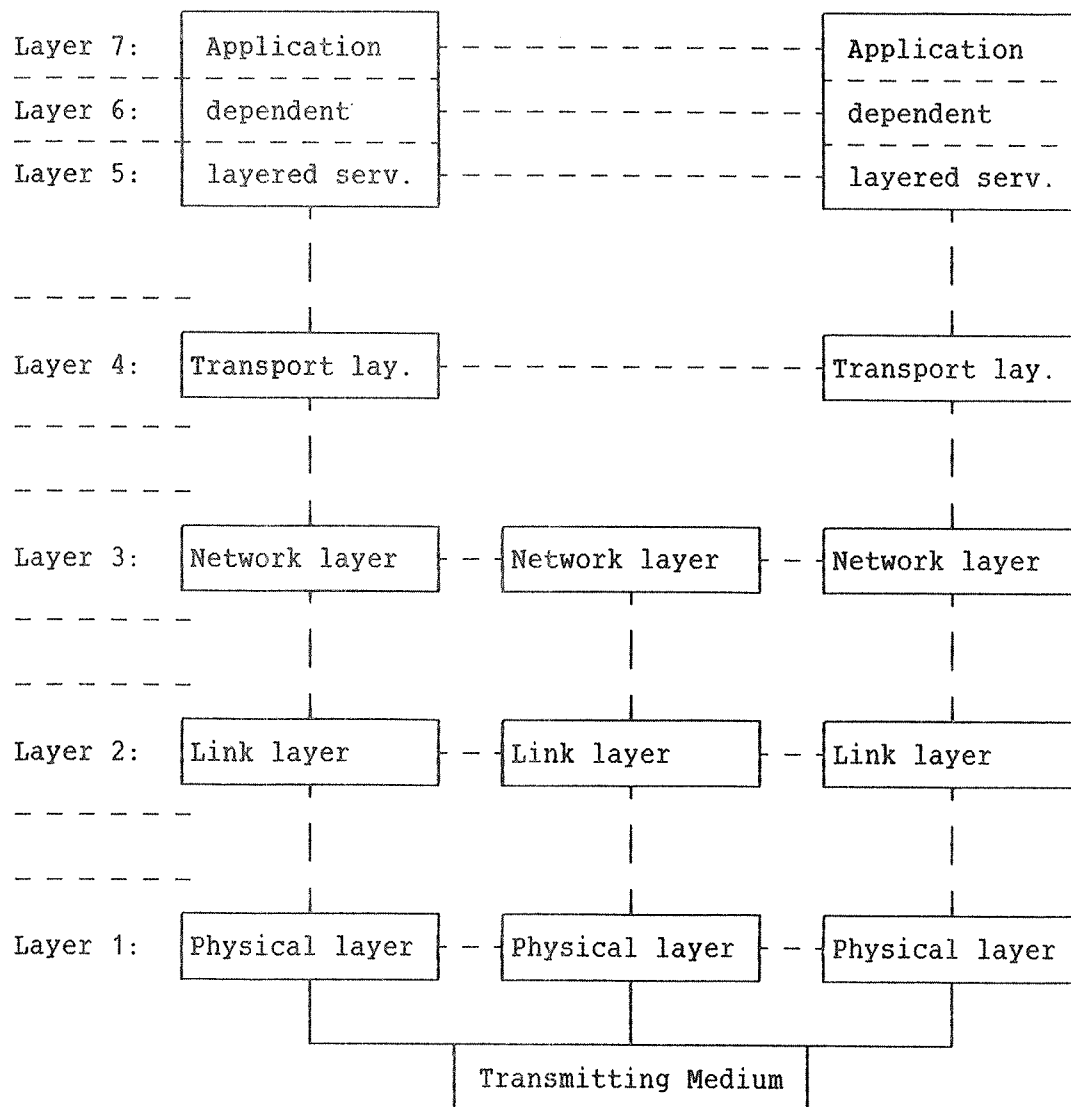 Layer 7: Application Application
Layer 6: dependent dependent
Layer 5: layered serv. layered serv.
Layer 4: Transport lay. Transport lay.
Layer 3: Network layer Network layer Network layer
Layer 2: Link layer Link layer Link layer
Layer 1: Physical layer Physical layer Physical layer
Transmitting Medium